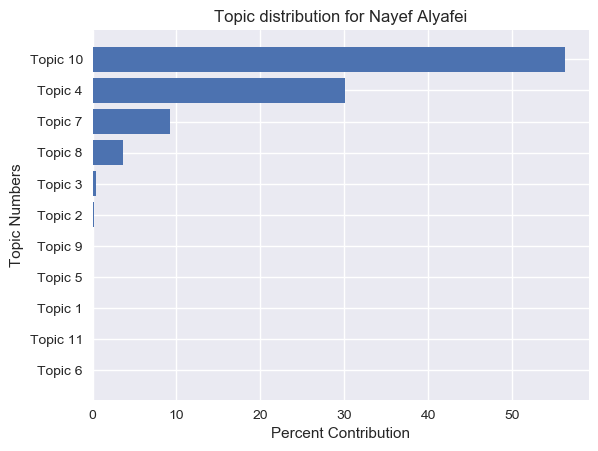 Topic distribution for Nayef Alyafei
Topic Numbers
Topic 10
Topic 4
Topic 7
Topic 8
Topic 3
Topic 2
Topic 9
Topic 5
Topic 1
Topic 11
Topic 6
0 10 20 30 40 50
Percent Contribution